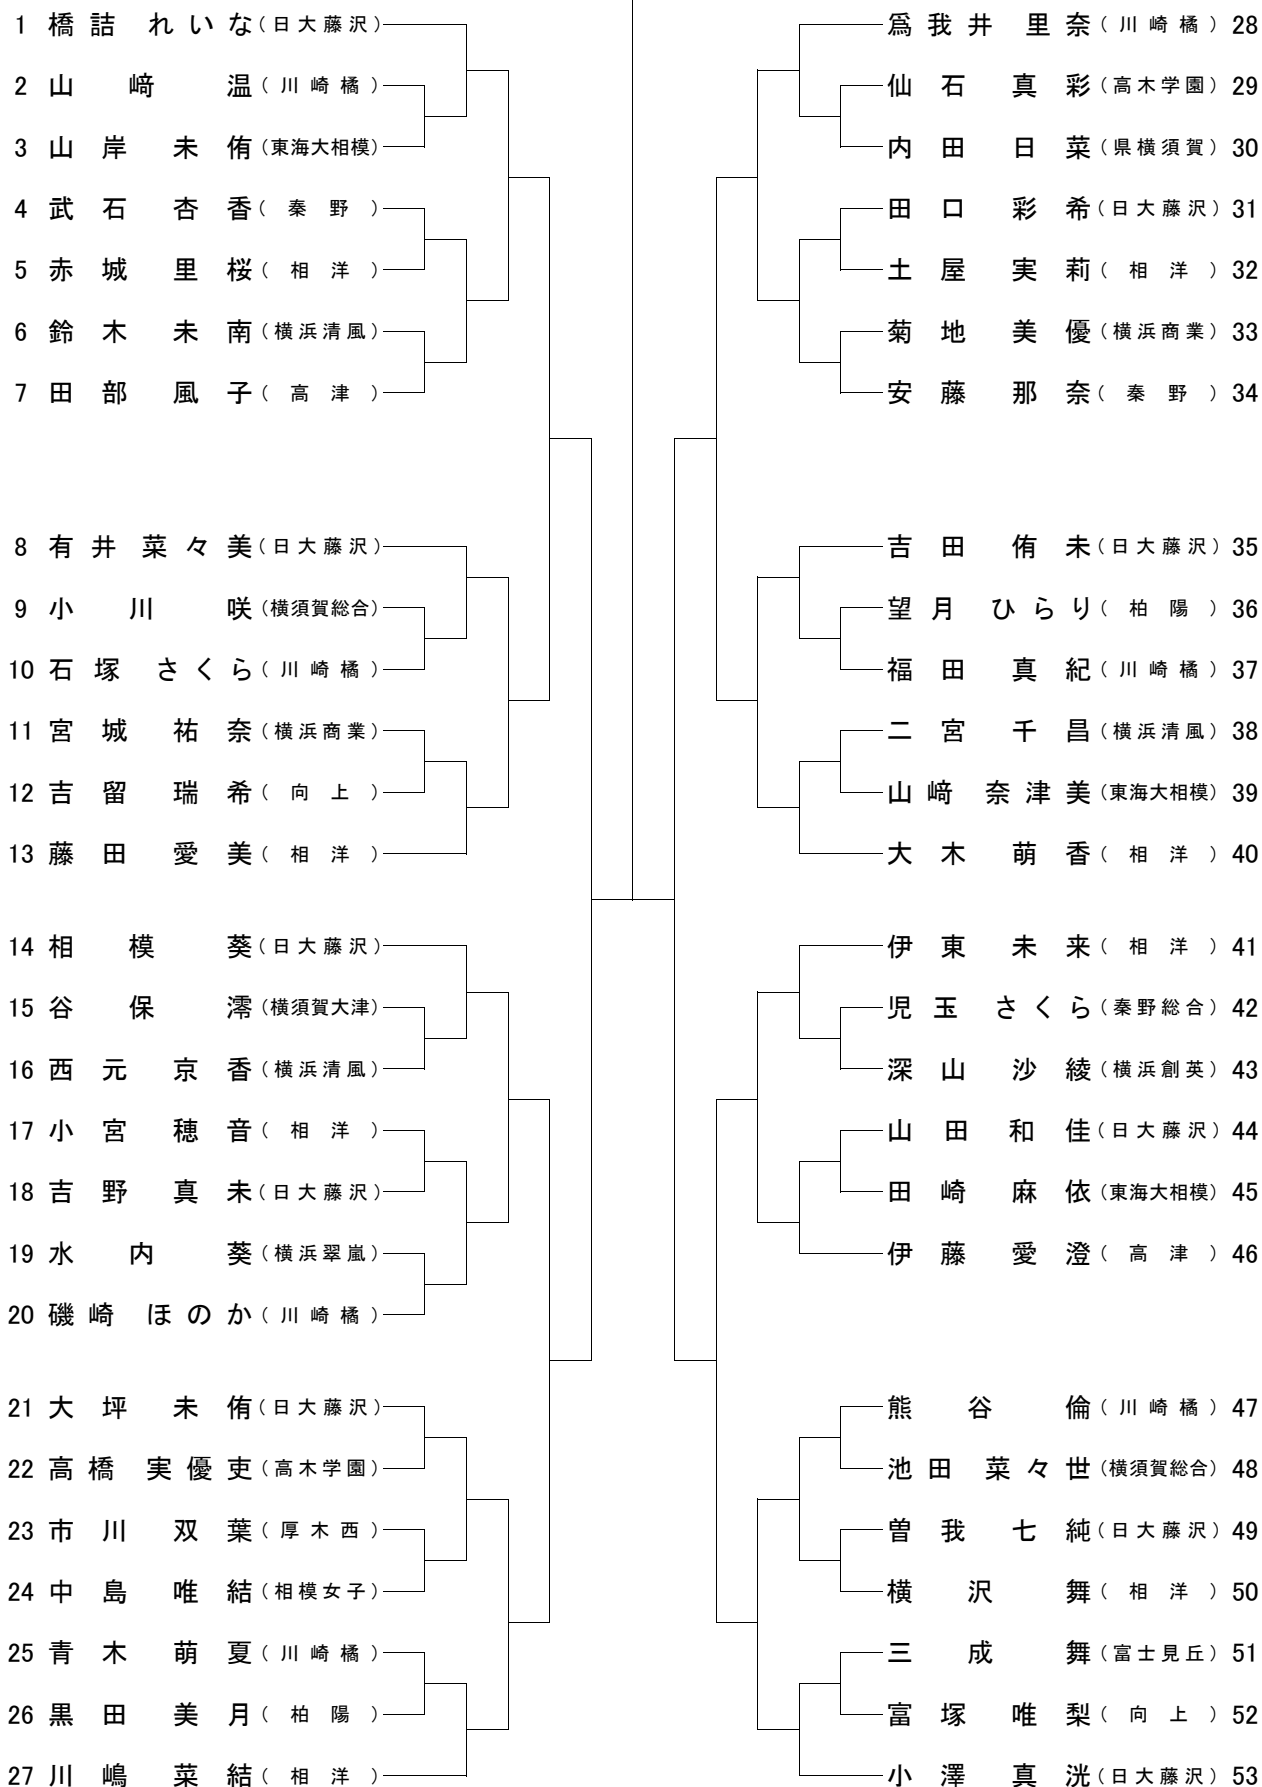 1 橋詰 れいな (日大藤沢)
2 山﨑 温 (川崎橘)
3 山岸 未侑 (東海大相模)
4 武石 杏香 (秦野)
5 赤城 里桜 (相洋)
6 鈴木 未南 (横浜清風)
7 田部 風子 (高津)
8 有井 菜々美 (日大藤沢)
9 小川 咲 (横須賀総合)
10 石塚 さくら (川崎橘)
11 宮城 祐奈 (横浜商業)
12 吉留 瑞希 (向上)
13 藤田 愛美 (相洋)
14 相模 葵 (日大藤沢)
15 谷保 澪 (横須賀大津)
16 西元 京香 (横浜清風)
17 小宮 穂音 (相洋)
18 吉野 真未 (日大藤沢)
19 水内 葵 (横浜翠嵐)
20 磯崎 ほのか (川崎橘)
21 大坪 未侑 (日大藤沢)
22 高橋 実優吏 (高木学園)
23 市川 双葉 (厚木西)
24 中島 唯結 (相模女子)
25 青木 萌夏 (川崎橘)
26 黒田 美月 (柏陽)
27 川嶋 菜結 (相洋)
爲我井 里奈 (川崎橘) 28
仙石 真彩 (高木学園) 29
内田 日菜 (県横須賀) 30
田口 彩希 (日大藤沢) 31
土屋 実莉 (相洋) 32
菊地 美優 (横浜商業) 33
安藤 那奈 (秦野) 34
吉田 侑未 (日大藤沢) 35
望月 ひらり (柏陽) 36
福田 真紀 (川崎橘) 37
二宮 千昌 (横浜清風) 38
山﨑 奈津美 (東海大相模) 39
大木 萌香 (相洋) 40
伊東 未来 (相洋) 41
児玉 さくら (秦野総合) 42
深山 沙綾 (横浜創英) 43
山田 和佳 (日大藤沢) 44
田崎 麻依 (東海大相模) 45
伊藤 愛澄 (高津) 46
熊谷 倫 (川崎橘) 47
池田 菜々世 (横須賀総合) 48
曽我 七純 (日大藤沢) 49
横沢 舞 (相洋) 50
三成 舞 (富士見丘) 51
富塚 唯梨 (向上) 52
小澤 真洸 (日大藤沢) 53